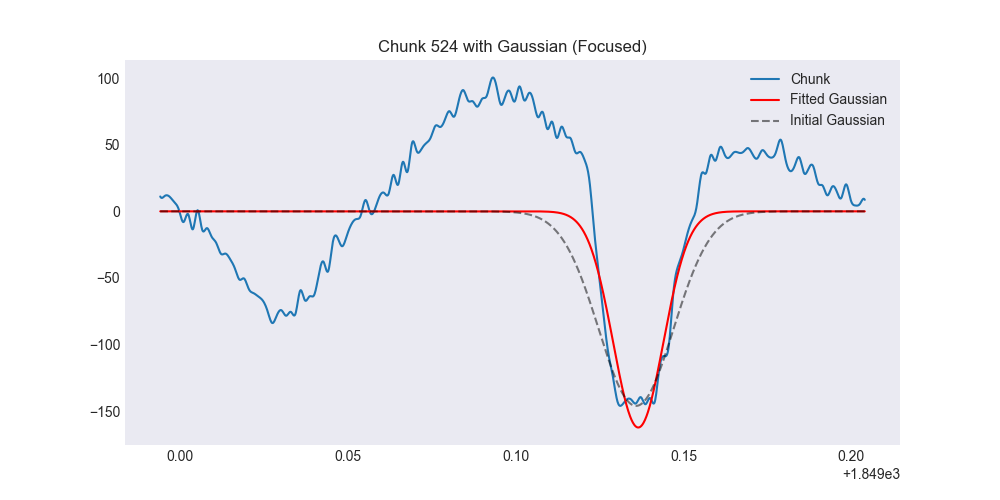 Chunk 524 with Gaussian (Focused)
Chunk
Fitted Gaussian
Initial Gaussian
100
50
0
−50
−100
−150
0.00 0.05 0.10 0.15 0.20
+1.849e3